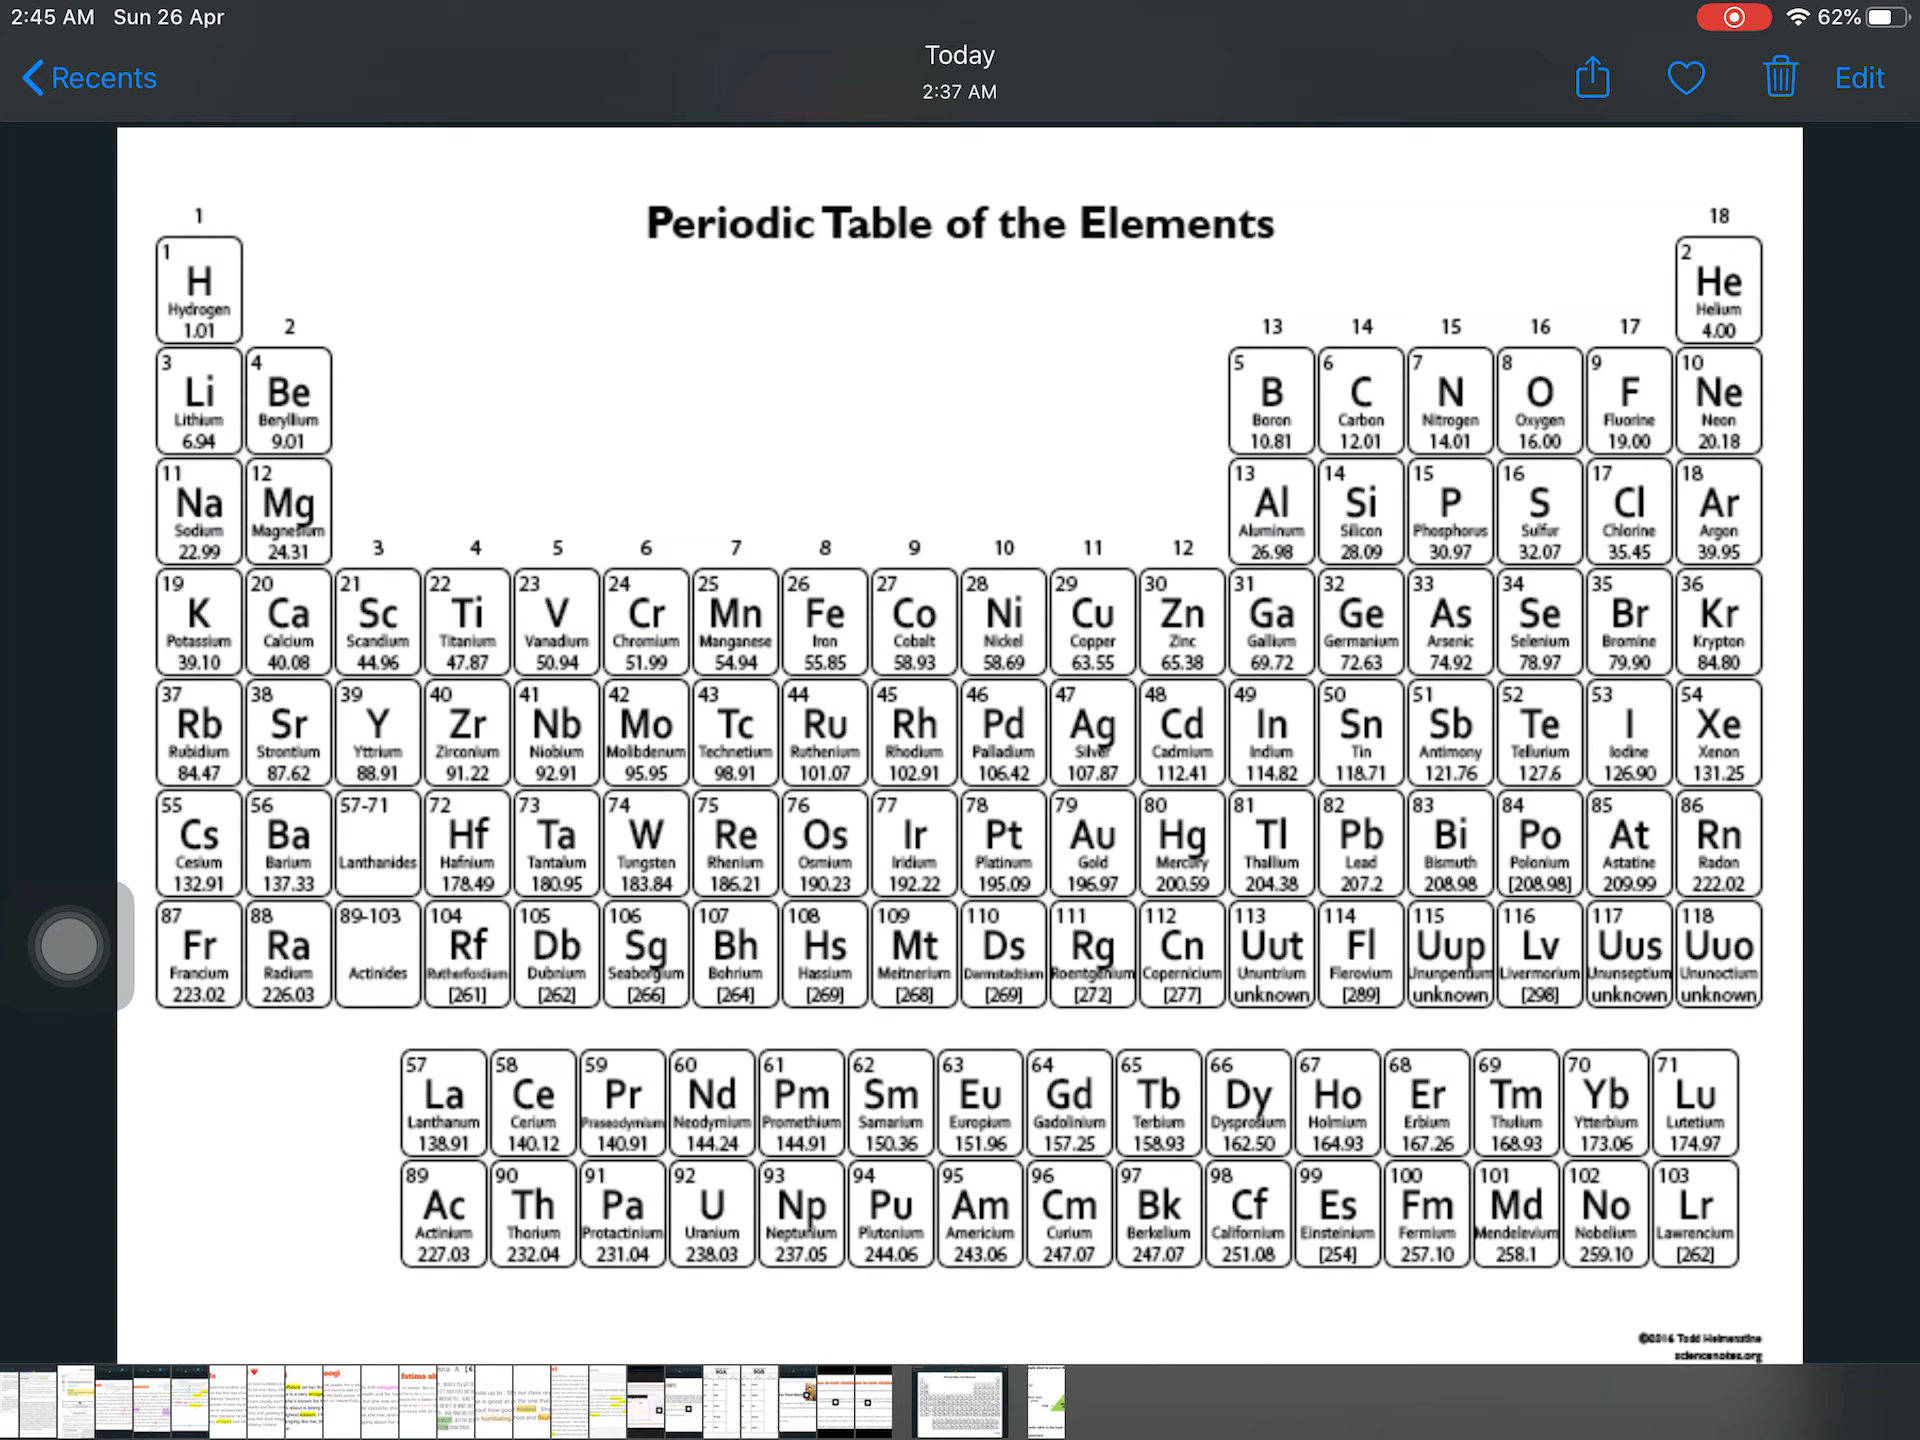 2:45 AM Sun 26 Apr 62%
Today
Recents 2:37 AM Edit
Periodic Table of the Elements
1 18
1 2
H He
Hydrogen Helium
1.01 4.00
2 13 14 15 16 17
3 4 5 6 7 8 9 10
Li Be B C N O F Ne
Lithium Beryllium Boron Carbon Nitrogen Oxygen Fluorine Neon
6.94 9.01 10.81 12.01 14.01 16.00 19.00 20.18
11 12 13 14 15 16 17 18
Na Mg Al Si P S Cl Ar
Sodium Magnesium Aluminum Silicon Phosphorus Sulfur Chlorine Argon
22.99 24.31 26.98 28.09 30.97 32.07 35.45 39.95
3 4 5 6 7 8 9 10 11 12
19 20 21 22 23 24 25 26 27 28 29 30 31 32 33 34 35 36
K Ca Sc Ti V Cr Mn Fe Co Ni Cu Zn Ga Ge As Se Br Kr
Potassium Calcium Scandium Titanium Vanadium Chromium Manganese Iron Cobalt Nickel Copper Zinc Gallium Germanium Arsenic Selenium Bromine Krypton
39.10 40.08 44.96 47.87 50.94 51.99 54.94 55.85 58.93 58.69 63.55 65.38 69.72 72.63 74.92 78.97 79.90 84.80
37 38 39 40 41 42 43 44 45 46 47 48 49 50 51 52 53 54
Rb Sr Y Zr Nb Mo Tc Ru Rh Pd Ag Cd In Sn Sb Te I Xe
Rubidium Strontium Yttrium Zirconium Niobium Molibdenum Technetium Ruthenium Rhodium Palladium Silver Cadmium Indium Tin Antimony Tellurium Iodine Xenon
84.47 87.62 88.91 91.22 92.91 95.95 98.91 101.07 102.91 106.42 107.87 112.41 114.82 118.71 121.76 127.6 126.90 131.25
55 56 57-71 72 73 74 75 76 77 78 79 80 81 82 83 84 85 86
Cs Ba Hf Ta W Re Os Ir Pt Au Hg Tl Pb Bi Po At Rn
Cesium Barium Lanthanides Hafnium Tantalum Tungsten Rhenium Osmium Iridium Platinum Gold Mercury Thallium Lead Bismuth Polonium Astatine Radon
132.91 137.33 178.49 180.95 183.84 186.21 190.23 192.22 195.09 196.97 200.59 204.38 207.2 208.98 [208.98] 209.99 222.02
87 88 89-103 104 105 106 107 108 109 110 111 112 113 114 115 116 117 118
Fr Ra Rf Db Sg Bh Hs Mt Ds Rg Cn Uut Fl Uup Lv Uus Uuo
Francium Radium Actinides Rutherfordium Dubnium Seaborgium Bohrium Hassium Meitnerium Darmstadtium Roentgenium Copernicium Ununtrium Flerovium Ununpentium Livermorium Ununseptium Ununoctium
223.02 226.03 [261] [262] [266] [264] [269] [268] [269] [272] [277] unknown [289] unknown [298] unknown unknown
57 58 59 60 61 62 63 64 65 66 67 68 69 70 71
La Ce Pr Nd Pm Sm Eu Gd Tb Dy Ho Er Tm Yb Lu
Lanthanum Cerium Praseodymium Neodymium Promethium Samarium Europium Gadolinium Terbium Dysprosium Holmium Erbium Thulium Ytterbium Lutetium
138.91 140.12 140.91 144.24 144.91 150.36 151.96 157.25 158.93 162.50 164.93 167.26 168.93 173.06 174.97
89 90 91 92 93 94 95 96 97 98 99 100 101 102 103
Ac Th Pa U Np Pu Am Cm Bk Cf Es Fm Md No Lr
Actinium Thorium Protactinium Uranium Neptunium Plutonium Americium Curium Berkelium Californium Einsteinium Fermium Mendelevium Nobelium Lawrencium
227.03 232.04 231.04 238.03 237.05 244.06 243.06 247.07 247.07 251.08 [254] 257.10 258.1 259.10 [262]
©2016 Todd Helmenstine
sciencenotes.org